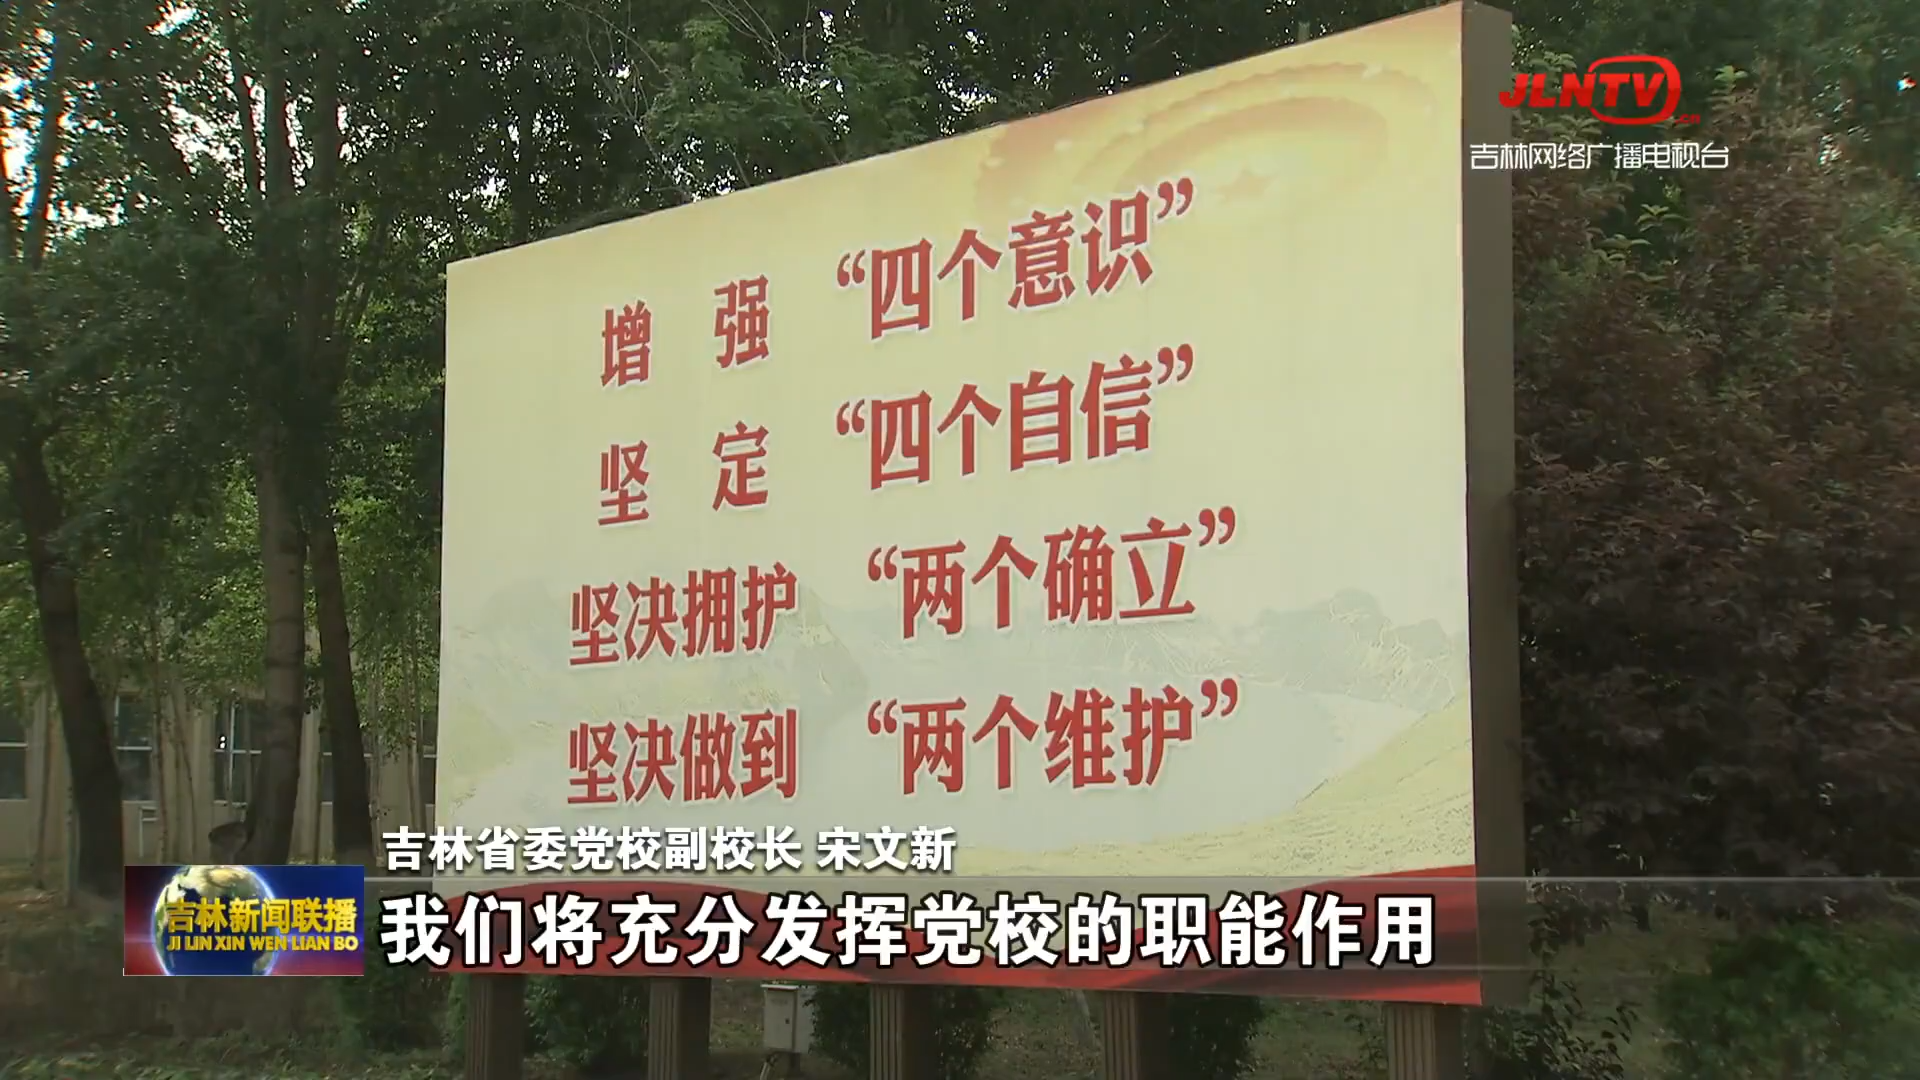 JLNTV.cn
吉林网络广播电视台
增 强 “四个意识”
坚 定 “四个自信”
坚决拥护 “两个确立”
坚决做到 “两个维护”
吉林省委党校副校长 宋文新
吉林新闻联播
JI LIN XIN WEN LIAN BO
我们将充分发挥党校的职能作用